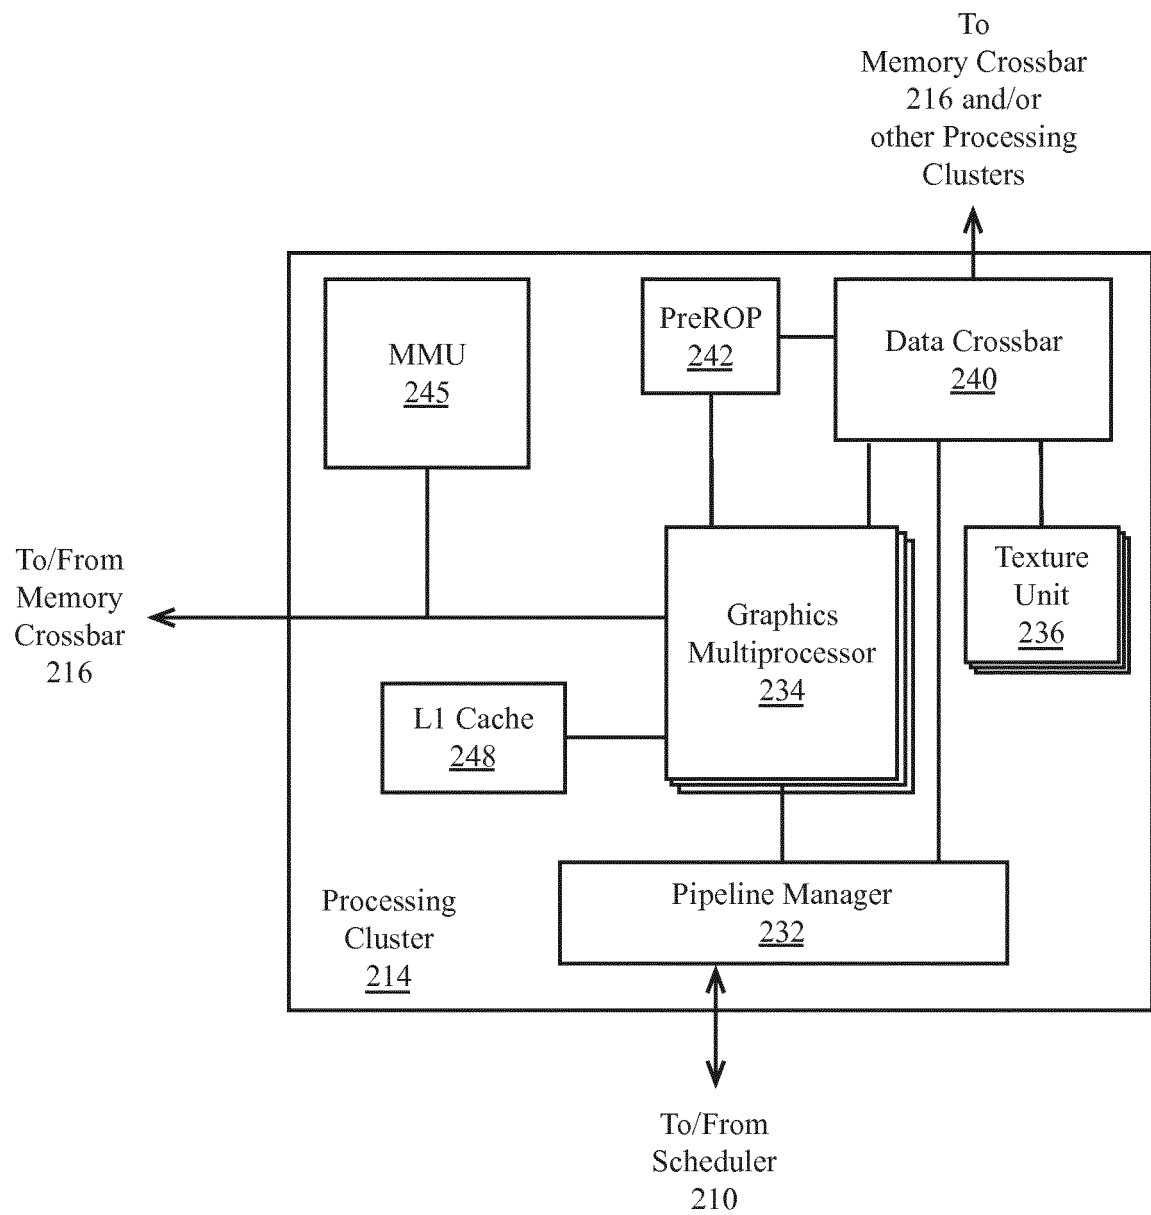 To
Memory Crossbar
216 and/or
other Processing
Clusters
MMU
245
PreROP
242
Data Crossbar
240
To/From
Memory
Crossbar
216
Graphics
Multiprocessor
234
Texture
Unit
236
L1 Cache
248
Processing
Cluster
214
Pipeline Manager
232
To/From
Scheduler
210